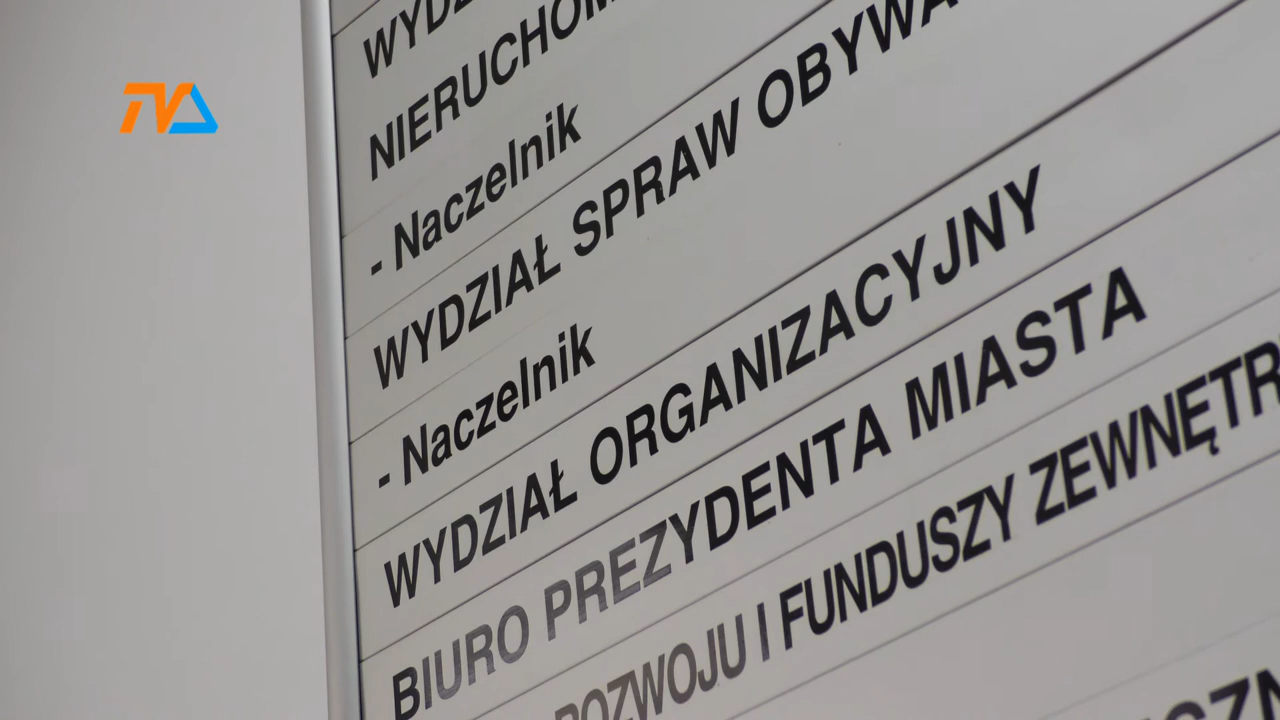 TVA
NIERUCHOM
- Naczelnik
WYDZIAŁ SPRAW OBYWA
- Naczelnik
WYDZIAŁ ORGANIZACYJNY
BIURO PREZYDENTA MIASTA
ROZWOJU I FUNDUSZY ZEWNĘTR